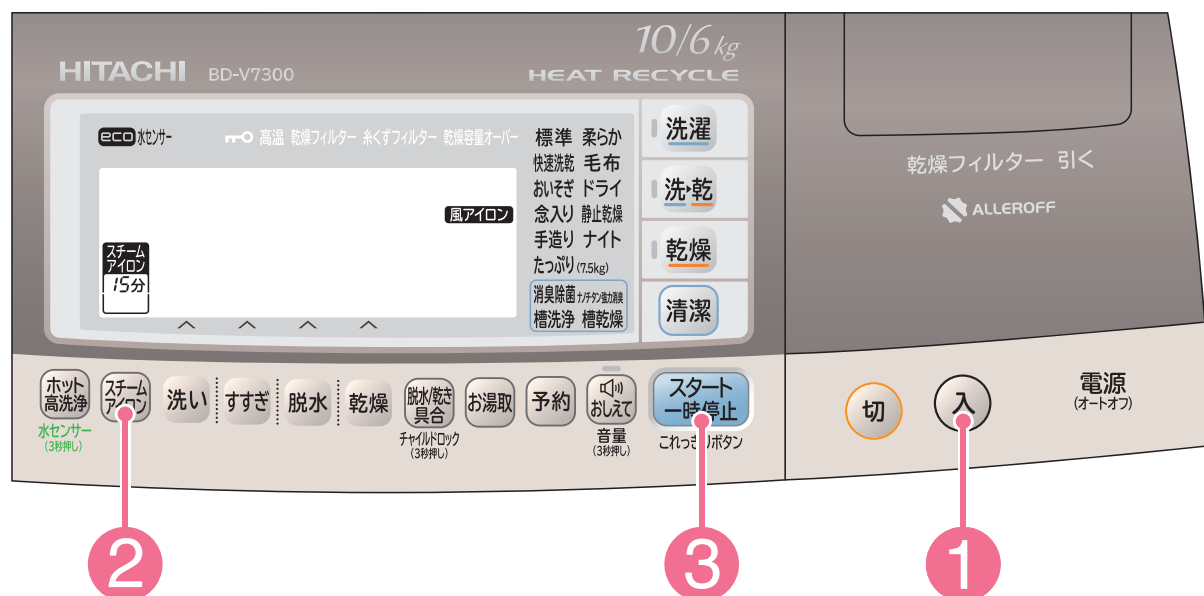 10/6kg
HITACHI BD-V7300 HEAT RECYCLE
eco 水センサー 高温 乾燥フィルター 糸くずフィルター 乾燥容量オーバー
風アイロン
スチーム
アイロン
15分
標準 柔らか
快速洗乾 毛布
おいそぎ ドライ
念入り 静止乾燥
手造り ナイト
たっぷり(7.5kg)
消臭除菌 ナノチタン強力消臭
槽洗浄 槽乾燥
洗濯
洗・乾
乾燥
清潔
乾燥フィルター 引く
ALLEROFF
ホット
高洗浄
水センサー
(3秒押し)
スチーム
アイロン
洗い
すすぎ
脱水
乾燥
脱水/乾き
具合
チャイルドロック
(3秒押し)
お湯取
予約
おしえて
音量
(3秒押し)
スタート
一時停止
これっきりボタン
切
入
電源
(オートオフ)
2
3
1